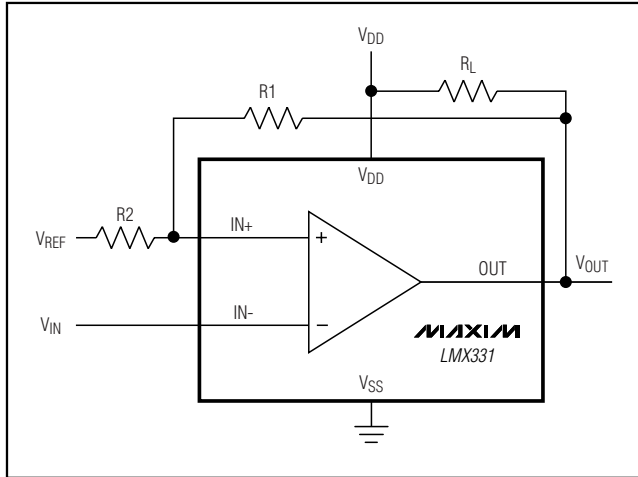 VDD
RL
R1
VDD
R2
IN+
VREF
+
OUT
VOUT
VIN
IN-
−
MAXIM
LMX331
VSS